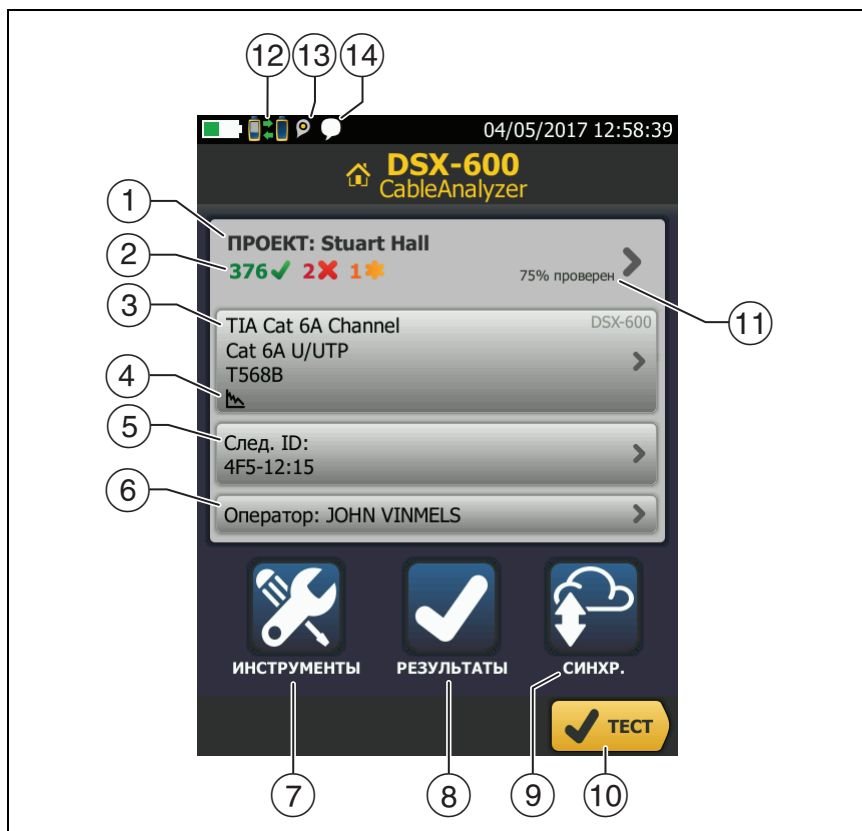 12 13 14
04/05/2017 12:58:39
DSX-600
CableAnalyzer
1
ПРОЕКТ: Stuart Hall
2
376 2 1
75% проверен
11
3
TIA Cat 6A Channel
DSX-600
Cat 6A U/UTP
T568B
4
5
След. ID:
4F5-12:15
6
Оператор: JOHN VINMELS
ИНСТРУМЕНТЫ РЕЗУЛЬТАТЫ СИНХР.
ТЕСТ
7 8 9 10